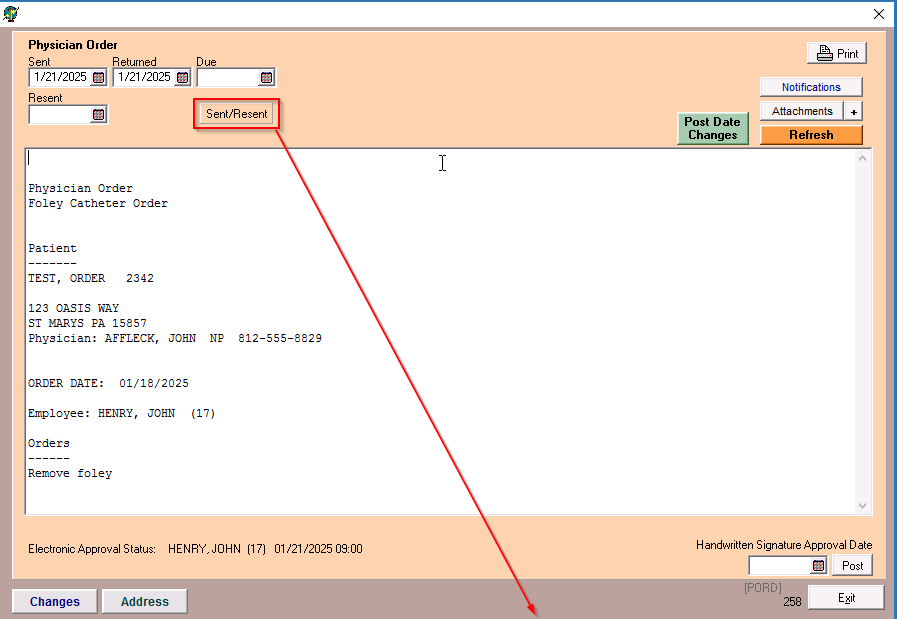 Physician Order
Sent Returned Due
1/21/2025 1/21/2025
Resent
Sent/Resent
Print
Notifications
Attachments +
Post Date
Changes
Refresh
Physician Order
Foley Catheter Order
Patient
-------
TEST, ORDER 2342
123 OASIS WAY
ST MARYS PA 15857
Physician: AFFLECK, JOHN NP 812-555-8829
ORDER DATE: 01/18/2025
Employee: HENRY, JOHN (17)
Orders
------
Remove foley
Electronic Approval Status: HENRY, JOHN (17) 01/21/2025 09:00
Handwritten Signature Approval Date
Post
Changes Address
[PORD]
258
Exit